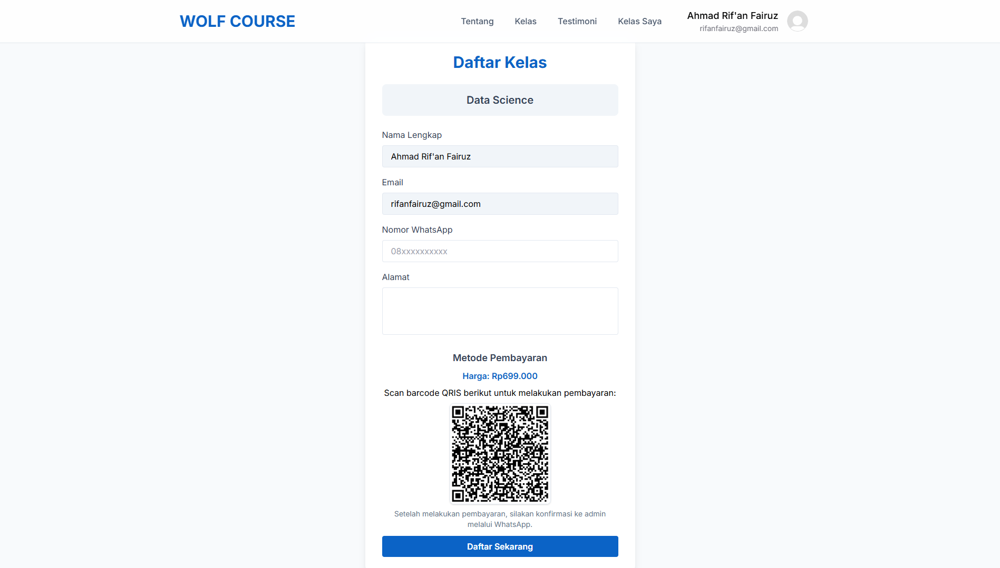 WOLF COURSE
Tentang
Kelas
Testimoni
Kelas Saya
Ahmad Rif'an Fairuz
rifanfairuz@gmail.com
Daftar Kelas
Data Science
Nama Lengkap
Ahmad Rif'an Fairuz
Email
rifanfairuz@gmail.com
Nomor WhatsApp
08xxxxxxxxxx
Alamat
Metode Pembayaran
Harga: Rp699.000
Scan barcode QRIS berikut untuk melakukan pembayaran:
Setelah melakukan pembayaran, silakan konfirmasi ke admin
melalui WhatsApp.
Daftar Sekarang